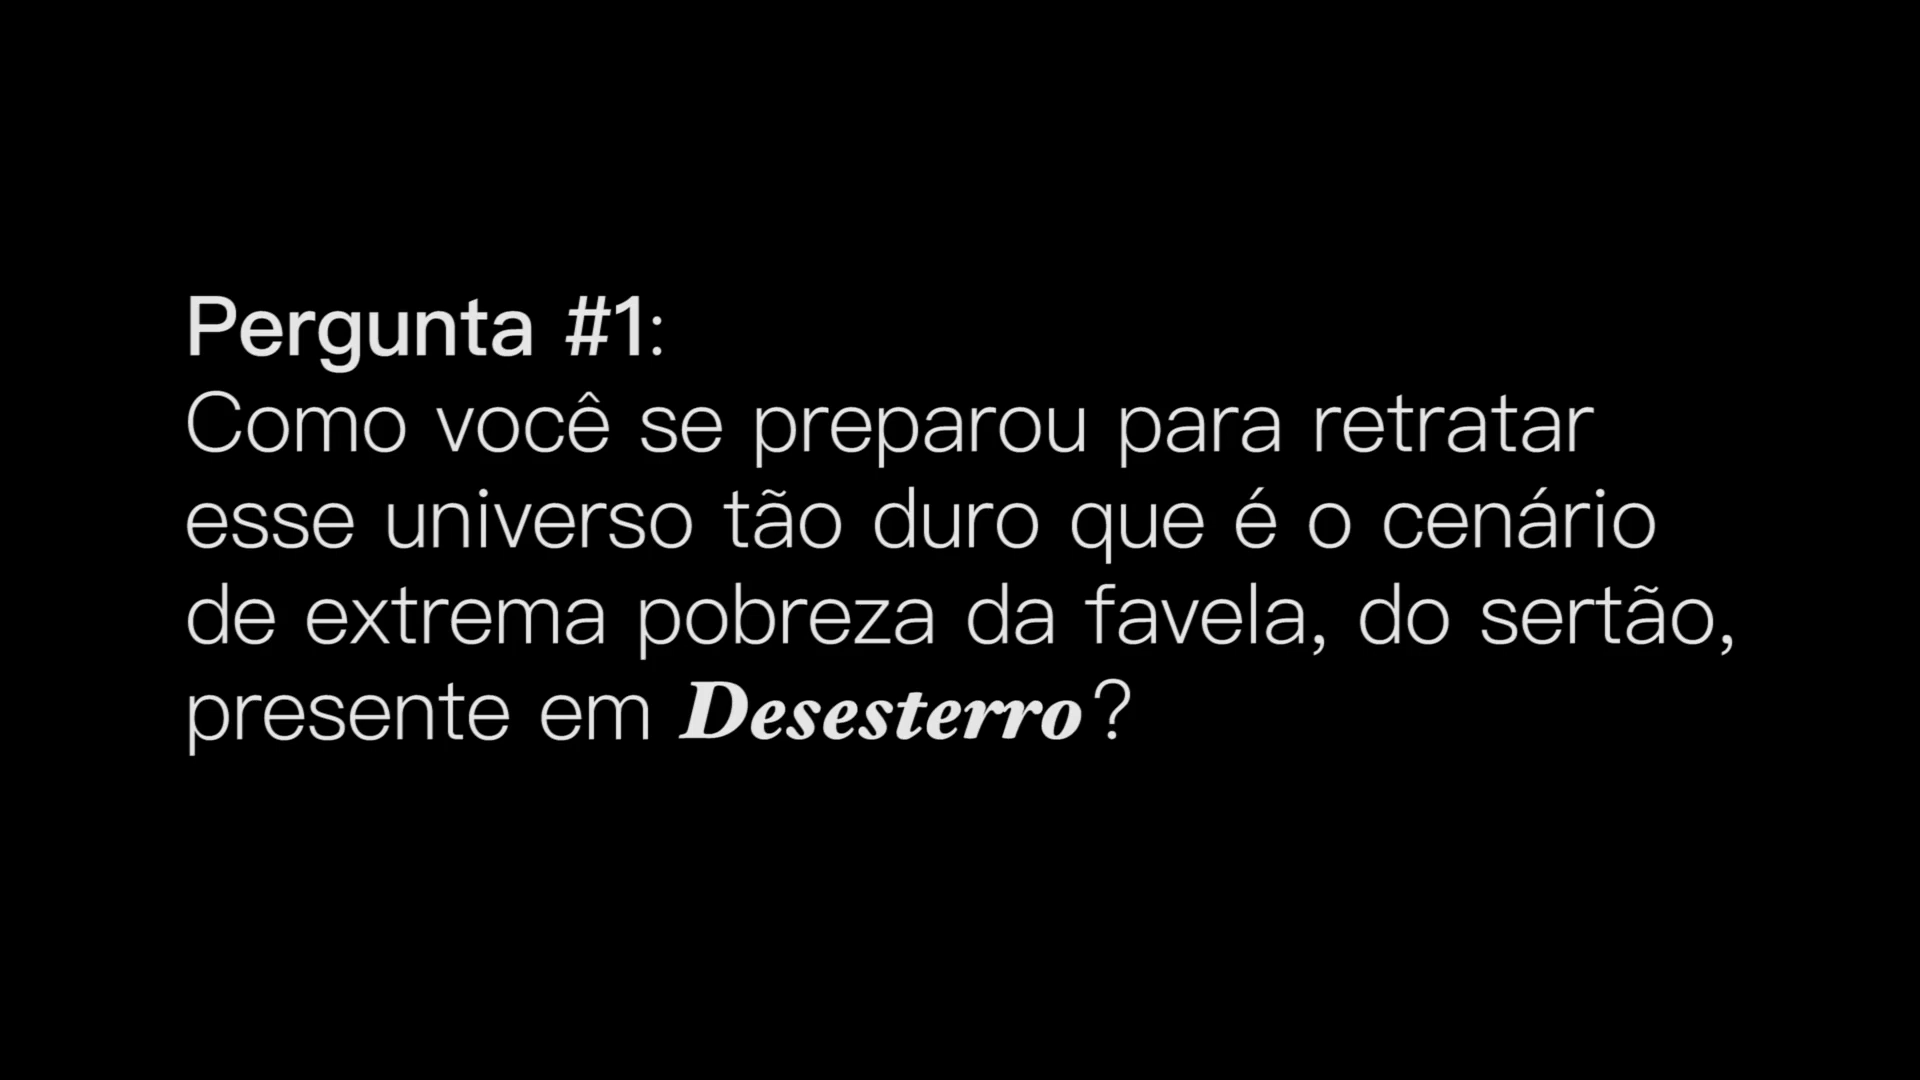 Pergunta #1:
Como você se preparou para retratar
esse universo tão duro que é o cenário
de extrema pobreza da favela, do sertão,
presente em Desesterro?